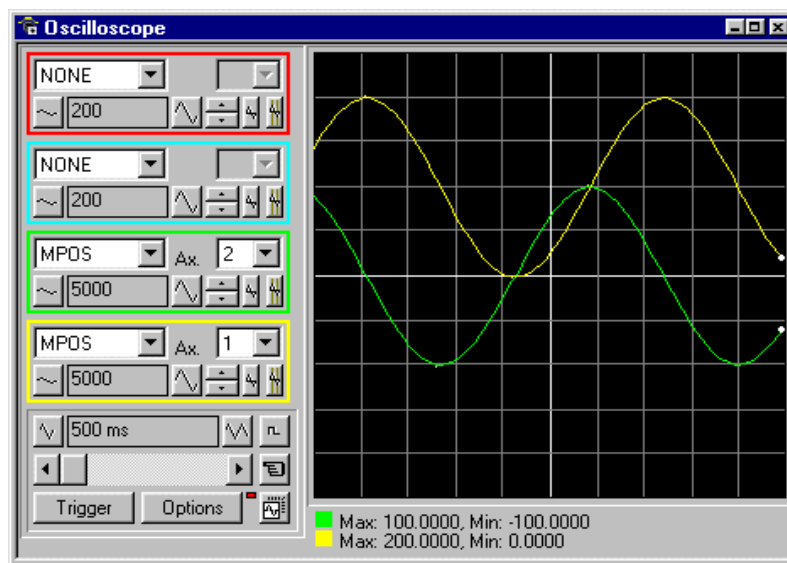 Oscilloscope
NONE
200
NONE
200
MPOS Ax. 2
5000
MPOS Ax. 1
5000
500 ms
Trigger Options
Max: 100.0000, Min: -100.0000
Max: 200.0000, Min: 0.0000